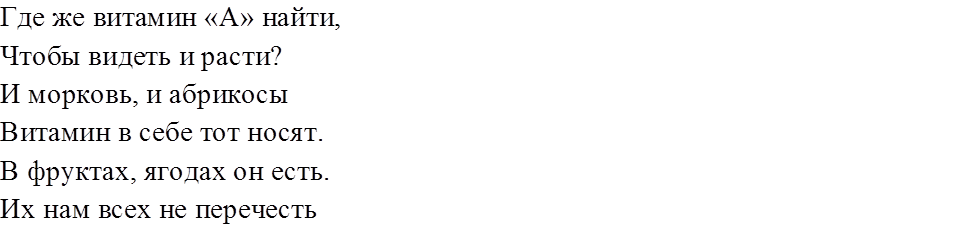 Где же витамин «А» найти,
Чтобы видеть и расти?
И морковь, и абрикосы
Витамин в себе тот носят.
В фруктах, ягодах он есть.
Их нам всех не перечесть